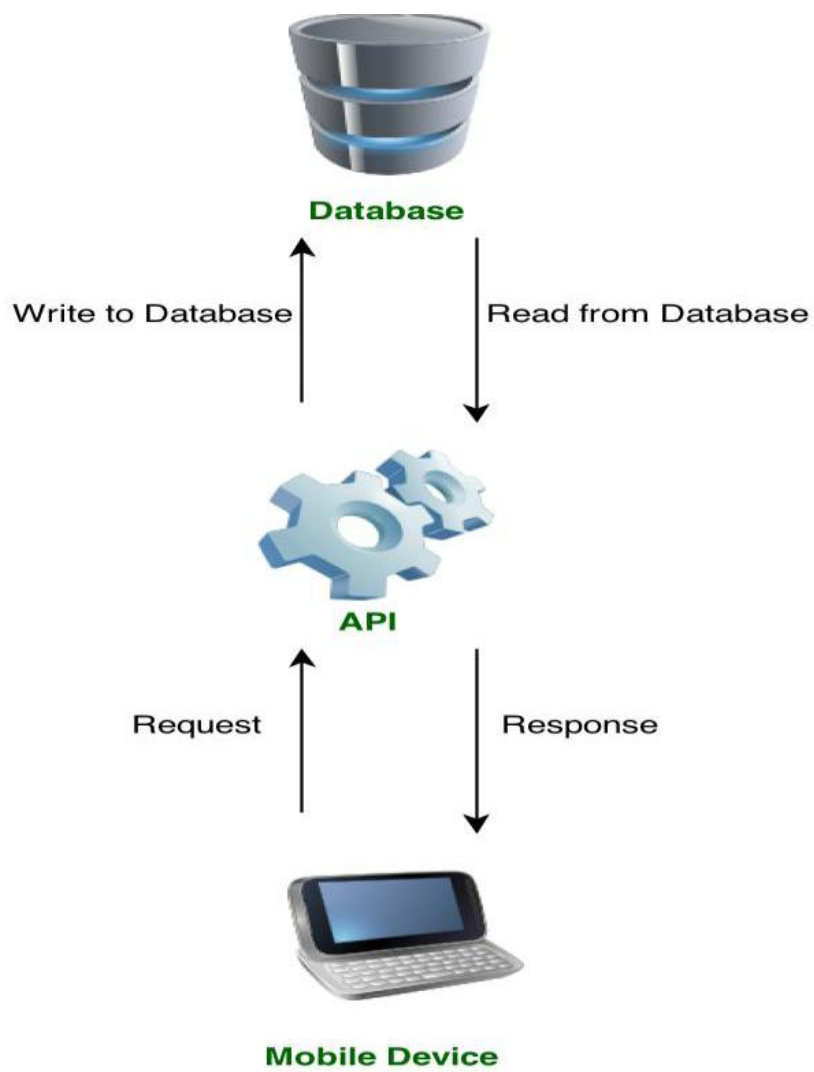 Database
Write to Database
Read from Database
API
Request
Response
Mobile Device